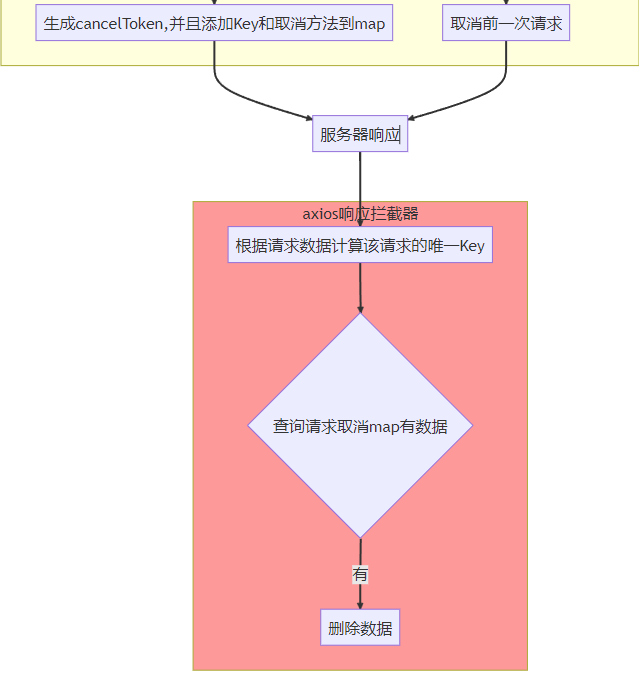 生成cancelToken,并且添加Key和取消方法到map
取消前一次请求
服务器响应
axios响应拦截器
根据请求数据计算该请求的唯一Key
查询请求取消map有数据
有
删除数据